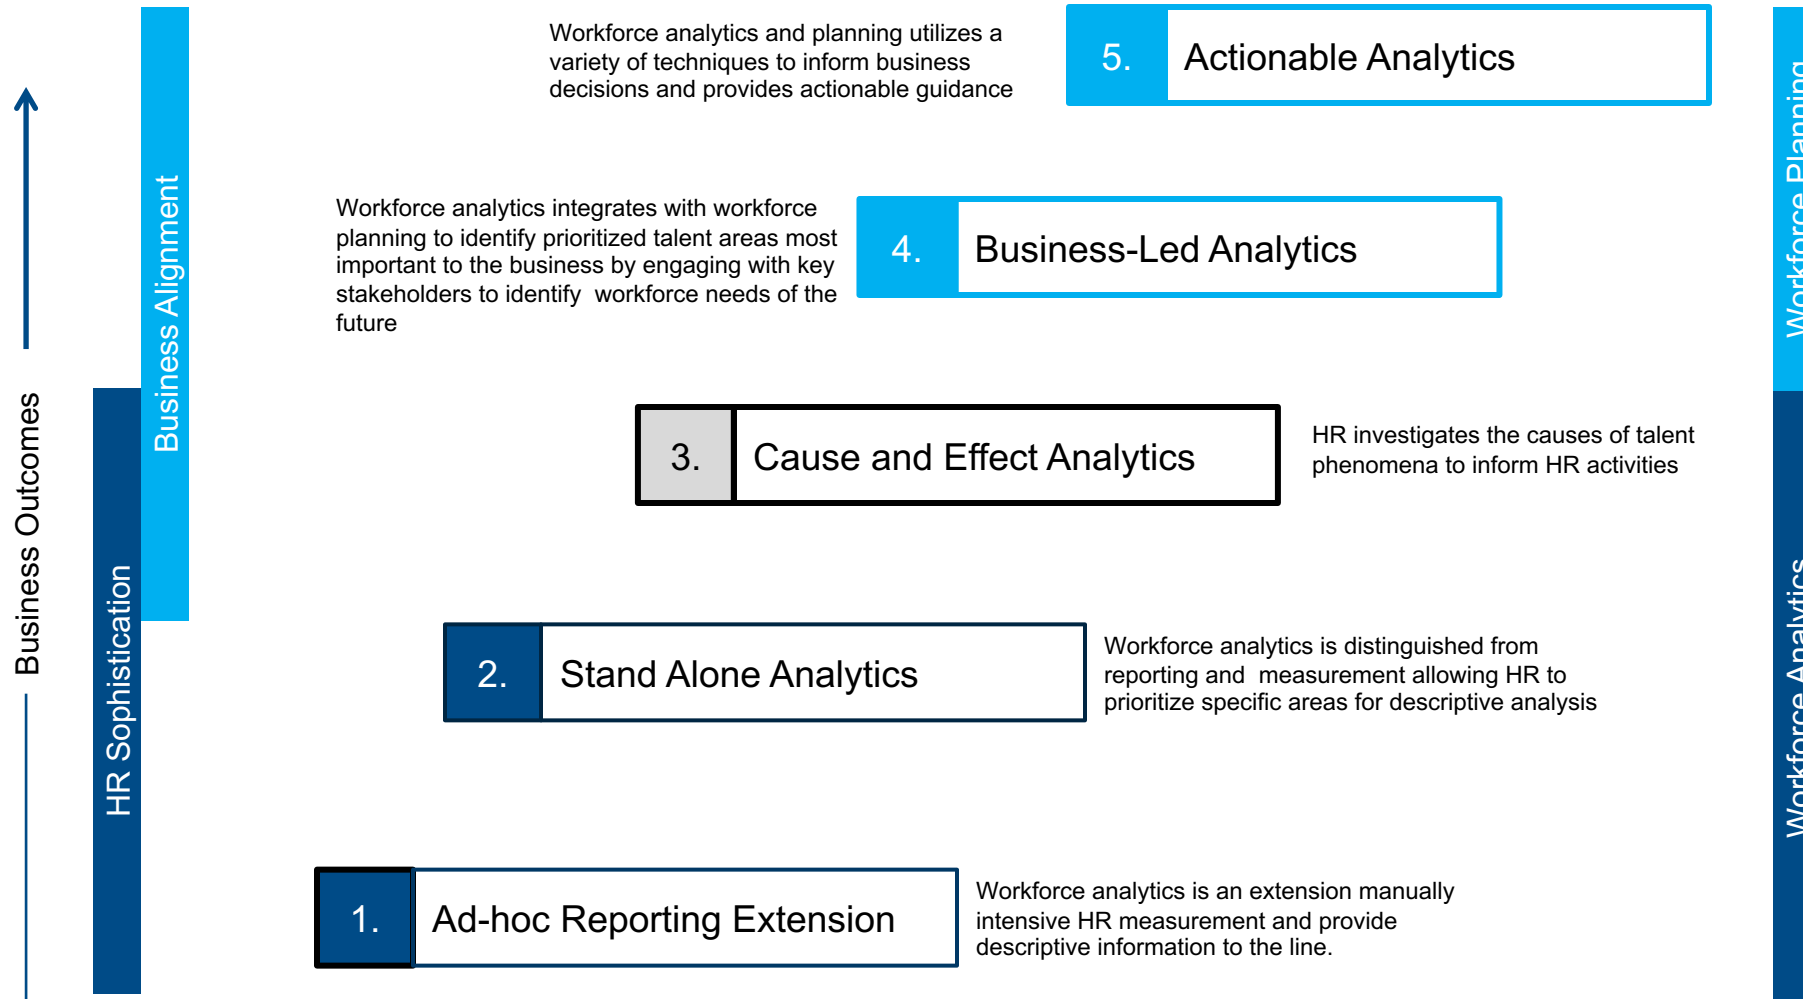 Workforce analytics and planning utilizes a
variety of techniques to inform business
decisions and provides actionable guidance
5. Actionable Analytics
Workforce analytics integrates with workforce
planning to identify prioritized talent areas most
important to the business by engaging with key
stakeholders to identify workforce needs of the
future
4. Business-Led Analytics
3. Cause and Effect Analytics
HR investigates the causes of talent
phenomena to inform HR activities
2. Stand Alone Analytics
Workforce analytics is distinguished from
reporting and measurement allowing HR to
prioritize specific areas for descriptive analysis
1. Ad-hoc Reporting Extension
Workforce analytics is an extension manually
intensive HR measurement and provide
descriptive information to the line.
Business Outcomes
HR Sophistication
Business Alignment
Workforce Planning
Workforce Analytics